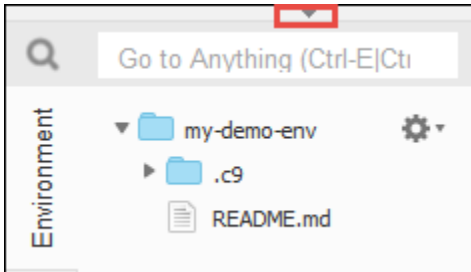 Go to Anything (Ctrl-E|Ct
Environment
my-demo-env
.c9
README.md